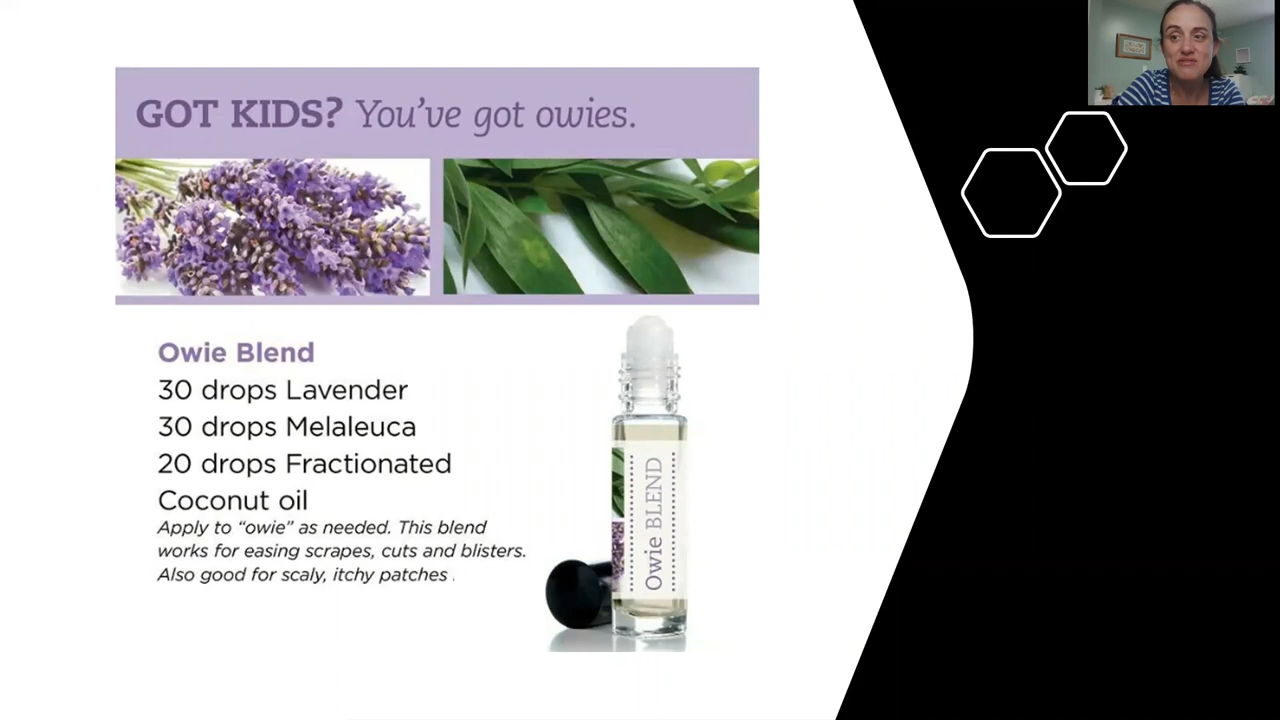 GOT KIDS? You've got owies.
Owie Blend
30 drops Lavender
30 drops Melaleuca
20 drops Fractionated
Coconut oil
Apply to "owie" as needed. This blend
works for easing scrapes, cuts and blisters.
Also good for scaly, itchy patches .
Owie BLEND